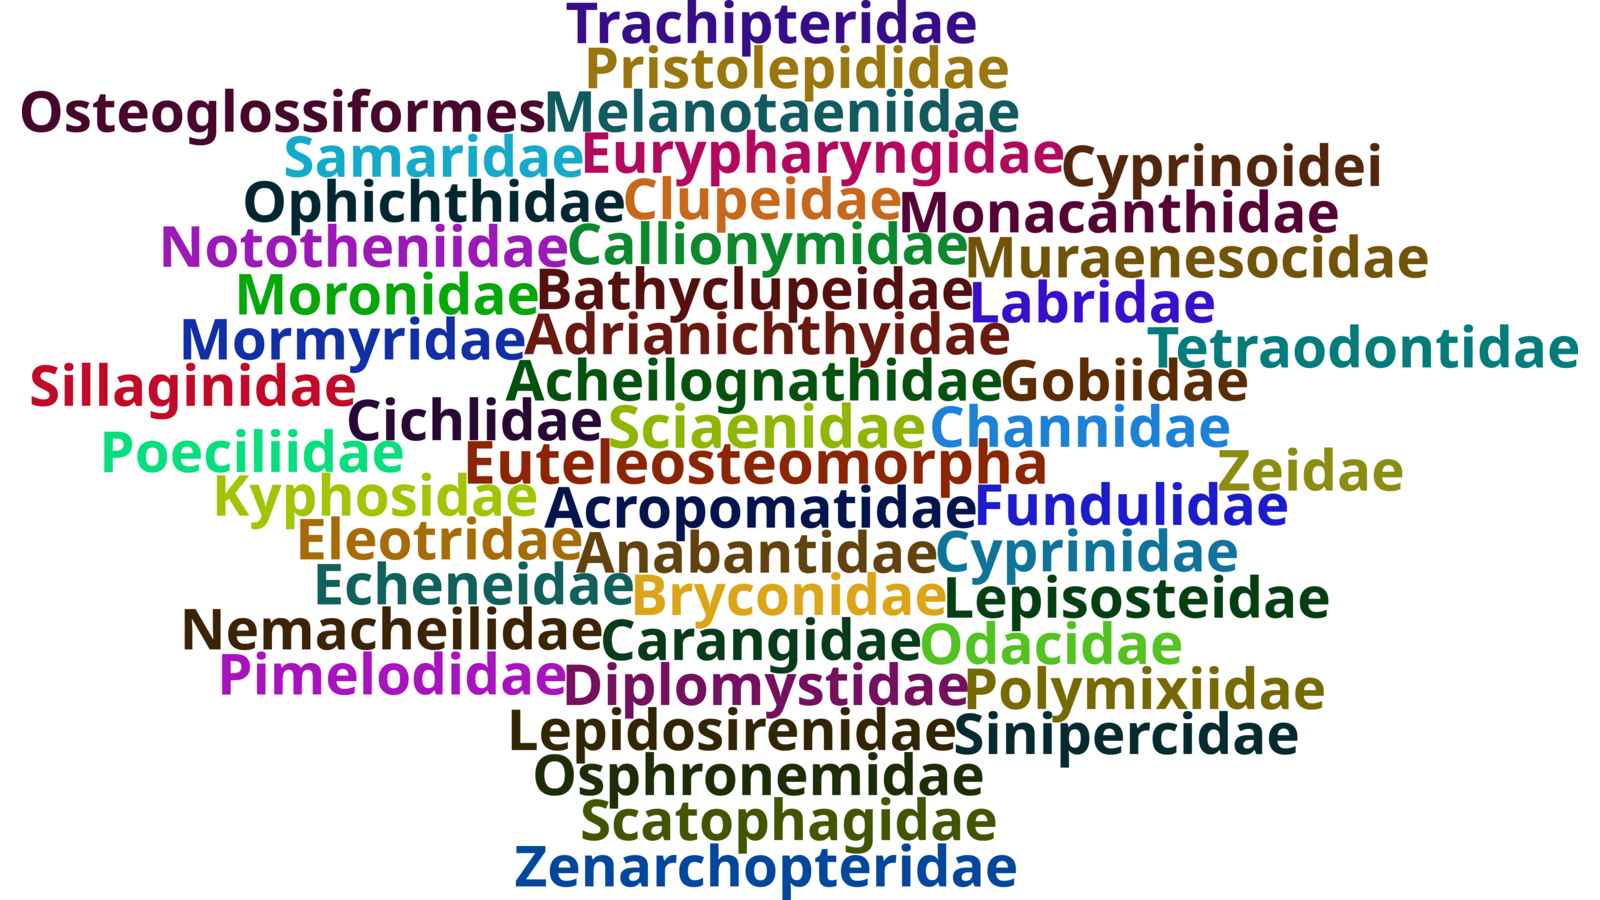 Trachipteridae
Pristolepididae
Osteoglossiformes Melanotaeniidae
Samaridae Eurypharyngidae Cyprinoidei
Ophichthidae Clupeidae Monacanthidae
Nototheniidae Callionymidae Muraenesocidae
Moronidae Bathyclupeidae Labridae
Mormyridae Adrianichthyidae Tetraodontidae
Sillaginidae Acheilognathidae Gobiidae
Cichlidae Sciaenidae Channidae
Poeciliidae Euteleosteomorpha Zeidae
Kyphosidae Acropomatidae Fundulidae
Eleotridae Anabantidae Cyprinidae
Echeneidae Bryconidae Lepisosteidae
Nemacheilidae Carangidae Odacidae
Pimelodidae Diplomystidae Polymixiidae
Lepidosirenidae Sinipercidae
Osphronemidae
Scatophagidae
Zenarchopteridae